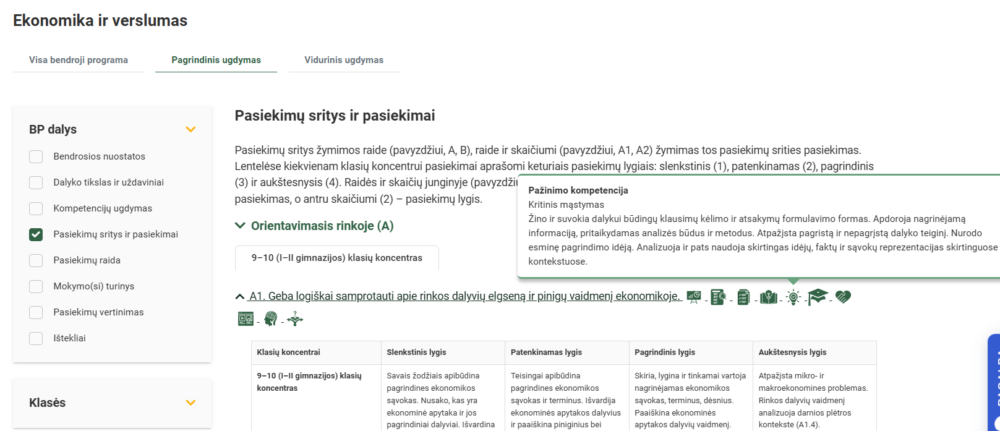 Ekonomika ir verslumas
Visa bendroji programa
Pagrindinis ugdymas
Vidurinis ugdymas
BP dalys
Bendrosios nuostatos
Dalyko tikslas ir uždaviniai
Kompetencijų ugdymas
Pasiekimų sritys ir pasiekimai
Pasiekimų raida
Mokymo(si) turinys
Pasiekimų vertinimas
Ištekliai
Klasės
Pasiekimų sritys ir pasiekimai
Pasiekimų sritys žymimos raide (pavyzdžiui, A, B), raide ir skaičiumi (pavyzdžiui, A1, A2) žymimas tos pasiekimų srities pasiekimas.
Lentelėse kiekvienam klasių koncentrui pasiekimai aprašomi keturiais pasiekimų lygiais: slenkstinis (1), patenkinamas (2), pagrindinis
(3) ir aukštesnysis (4). Raidės ir skaičių junginyje
pasiekimas, o antru skaičiumi (2) – pasiekimų lygis.
Pažinimo kompetencija
Kritinis mąstymas
Žino ir suvokia dalykui būdingų klausimų kėlimo ir atsakymų formulavimo formas. Apdoroja nagrinėjamą
informaciją, pritaikydamas analizės būdus ir metodus. Atpažįsta pagristą ir nepagrįstą dalyko teiginį. Nurodo
esminę pagrindimo idėją. Analizuoja ir pats naudoja skirtingas idėjų, faktų ir sąvokų reprezentacijas skirtinguose
kontekstuose.
Orientavimasis rinkoje (A)
9–10 (I–II gimnazijos) klasių koncentras
A1. Geba logiškai samprotauti apie rinkos dalyvių elgseną ir pinigų vaidmenį ekonomikoje.
Klasių koncentrai
Slenkstinis lygis
Patenkinamas lygis
Pagrindinis lygis
Aukštesnysis lygis
9–10 (I–II gimnazijos) klasių
koncentras
Savais žodžiais apibūdina
pagrindines ekonomikos
sąvokas. Nusako, kas yra
ekonominė apytaka ir jos
pagrindiniai dalyviai. Išvardina
Teisingai apibūdina
pagrindines ekonomikos
sąvokas ir terminus. Išvardija
ekonominės apytakos dalyvius
ir paaiškina piniginius bei
Skiria, lygina ir tinkamai vartoja
nagrinėjamas ekonomikos
sąvokas, terminus, dėsnius.
Paaiškina ekonominės
apytakos dalyvių vaidmenį.
Atpažįsta mikro- ir
makroekonomines problemas.
Rinkos dalyvių vaidmenį
analizuoja darnios plėtros
kontekste (A1.4).